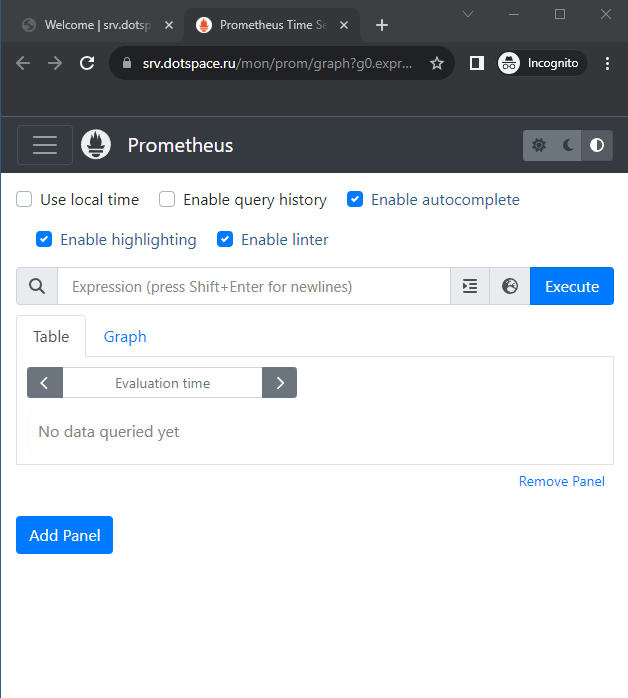 Welcome | srv.dotsp
Prometheus Time Se
srv.dotspace.ru/mon/prom/graph?g0.expr...
Incognito
Prometheus
Use local time
Enable query history
Enable autocomplete
Enable highlighting
Enable linter
Expression (press Shift+Enter for newlines)
Execute
Table
Graph
Evaluation time
No data queried yet
Remove Panel
Add Panel